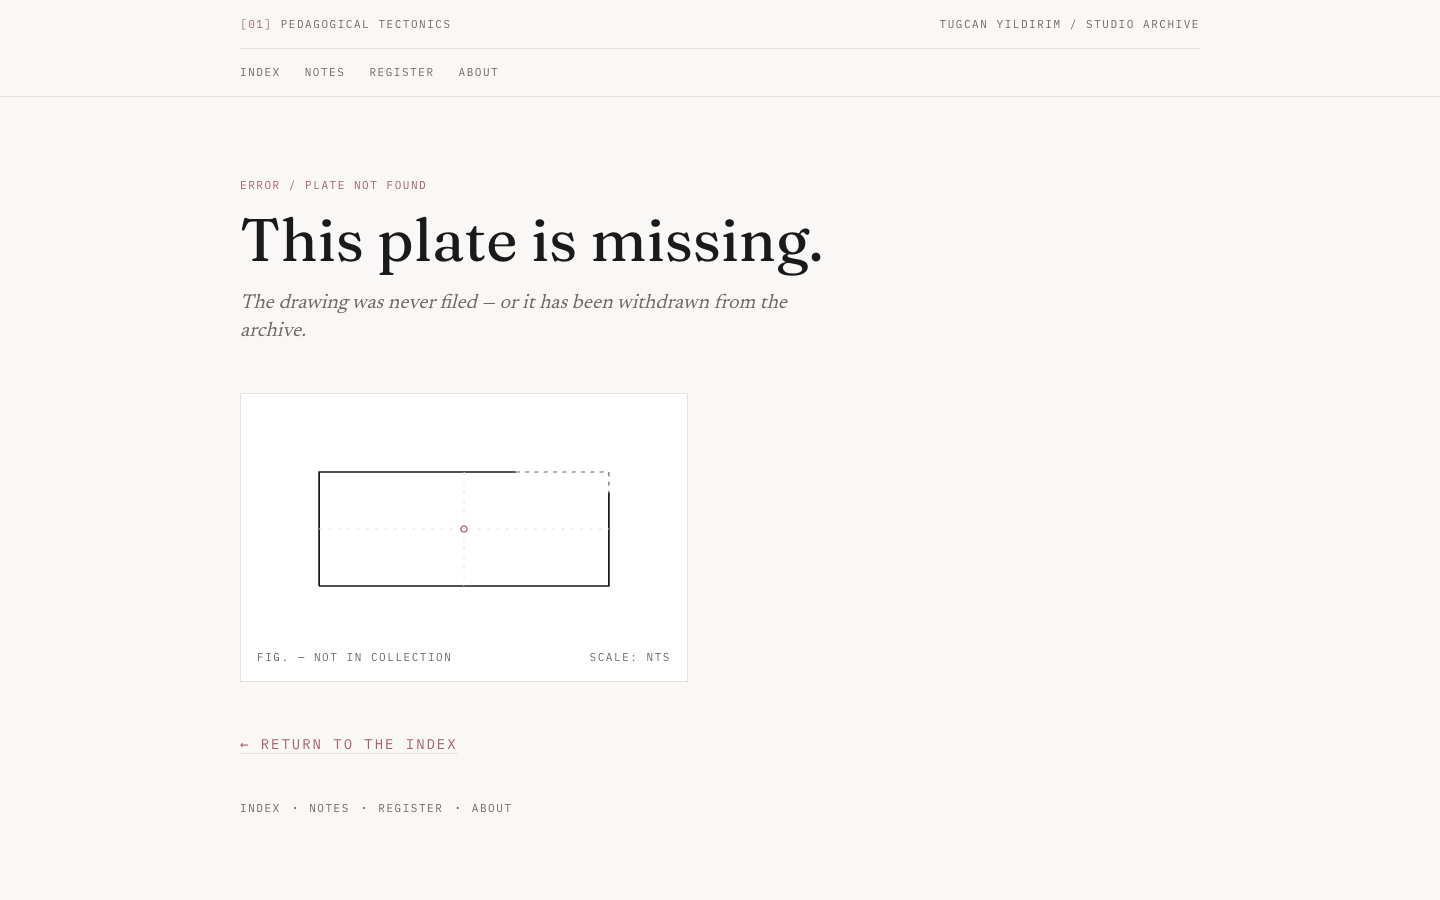 [01] PEDAGOGICAL TECTONICS
TUGCAN YILDIRIM / STUDIO ARCHIVE
INDEX NOTES REGISTER ABOUT
ERROR / PLATE NOT FOUND
This plate is missing.
The drawing was never filed — or it has been withdrawn from the
archive.
FIG. — NOT IN COLLECTION
SCALE: NTS
← RETURN TO THE INDEX
INDEX · NOTES · REGISTER · ABOUT